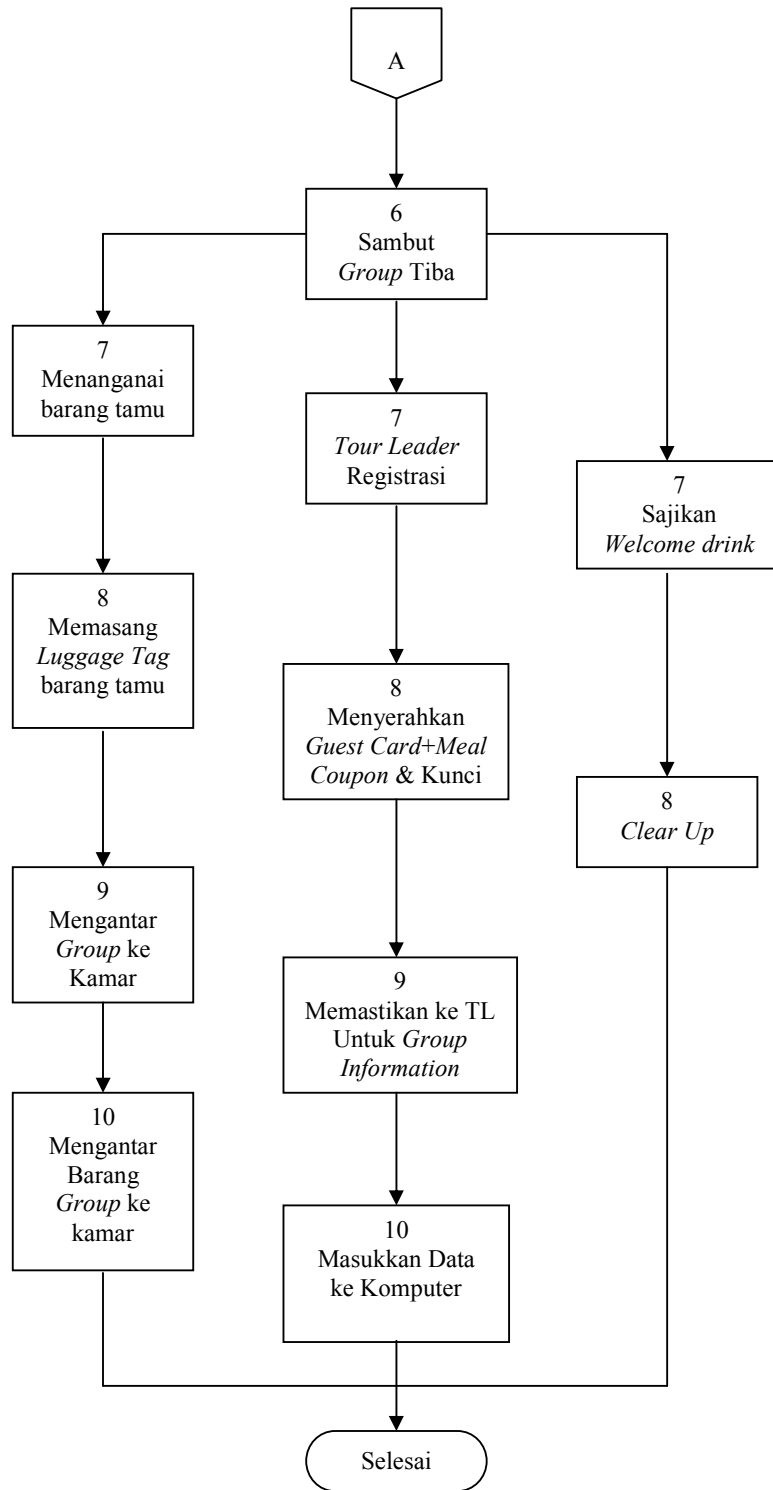 A
6
Sambut
Group Tiba
7
Menanganai
barang tamu
7
Tour Leader
Registrasi
7
Sajikan
Welcome drink
8
Memasang
Luggage Tag
barang tamu
8
Menyerahkan
Guest Card+Meal
Coupon & Kunci
8
Clear Up
9
Mengantar
Group ke
Kamar
9
Memastikan ke TL
Untuk Group
Information
10
Mengantar
Barang
Group ke
kamar
10
Masukkan Data
ke Komputer
Selesai